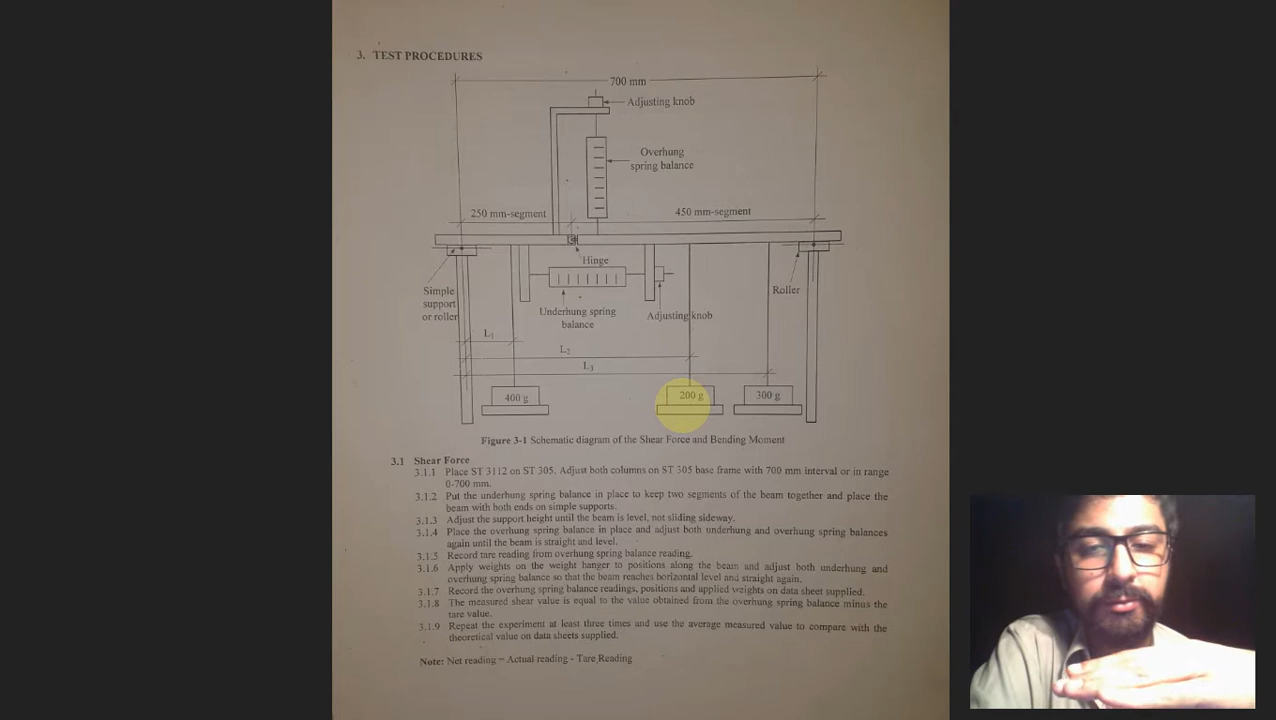 3. TEST PROCEDURES
700 mm
Adjusting knob
Overhung
spring balance
250 mm-segment
450 mm-segment
Hinge
Simple
support
or roller
Underhung spring
balance
Adjusting knob
Roller
L1
L2
L3
400 g
200 g
300 g
Figure 3-1 Schematic diagram of the Shear Force and Bending Moment
3.1 Shear Force
3.1.1 Place ST 3112 on ST 305. Adjust both columns on ST 305 base frame with 700 mm interval or in range
0-700 mm.
3.1.2 Put the underhung spring balance in place to keep two segments of the beam together and place the
beam with both ends on simple supports.
3.1.3 Adjust the support height until the beam is level, not sliding sideway.
3.1.4 Place the overhung spring balance in place and adjust both underhung and overhung spring balances
again until the beam is straight and level.
3.1.5 Record tare reading from overhung spring balance reading.
3.1.6 Apply weights on the weight hanger to positions along the beam and adjust both underhung and
overhung spring balance so that the beam reaches horizontal level and straight again.
3.1.7 Record the overhung spring balance readings, positions and applied weights on data sheet supplied.
3.1.8 The measured shear value is equal to the value obtained from the overhung spring balance minus the
tare value.
3.1.9 Repeat the experiment at least three times and use the average measured value to compare with the
theoretical value on data sheets supplied.
Note: Net reading = Actual reading - Tare Reading